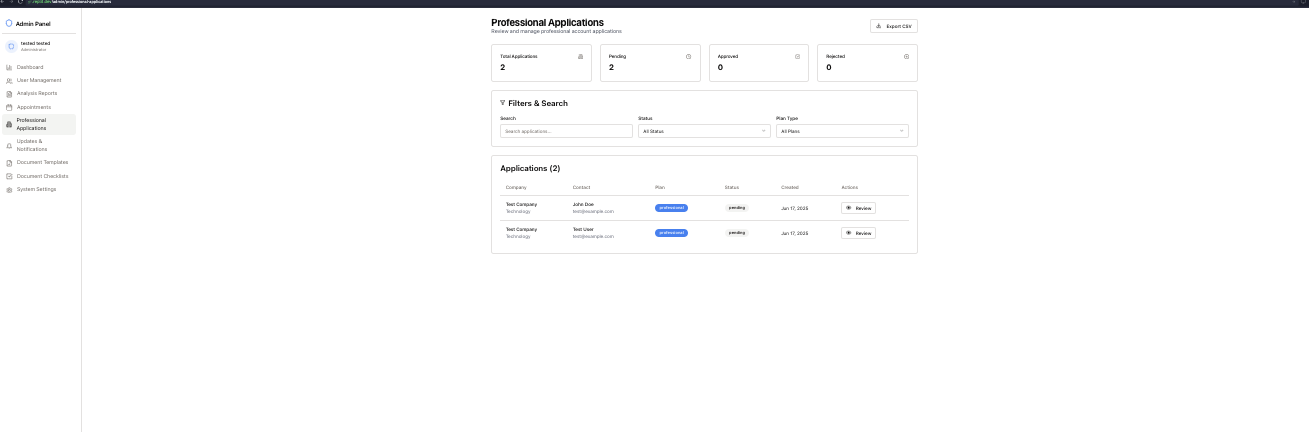 /admin/professional-applications
Admin Panel
tested tested
Administrator
Dashboard
User Management
Analysis Reports
Appointments
Professional
Applications
Updates &
Notifications
Document Templates
Document Checklists
System Settings
Professional Applications
Review and manage professional account applications
Export CSV
Total Applications
2
Pending
2
Approved
0
Rejected
0
Filters & Search
Search
Status
Plan Type
Search applications...
All Status
All Plans
Applications (2)
Company Contact Plan Status Created Actions
Test Company John Doe professional pending Jun 17, 2025 Review
Technology test@example.com
Test Company Test User professional pending Jun 17, 2025 Review
Technology test@example.com